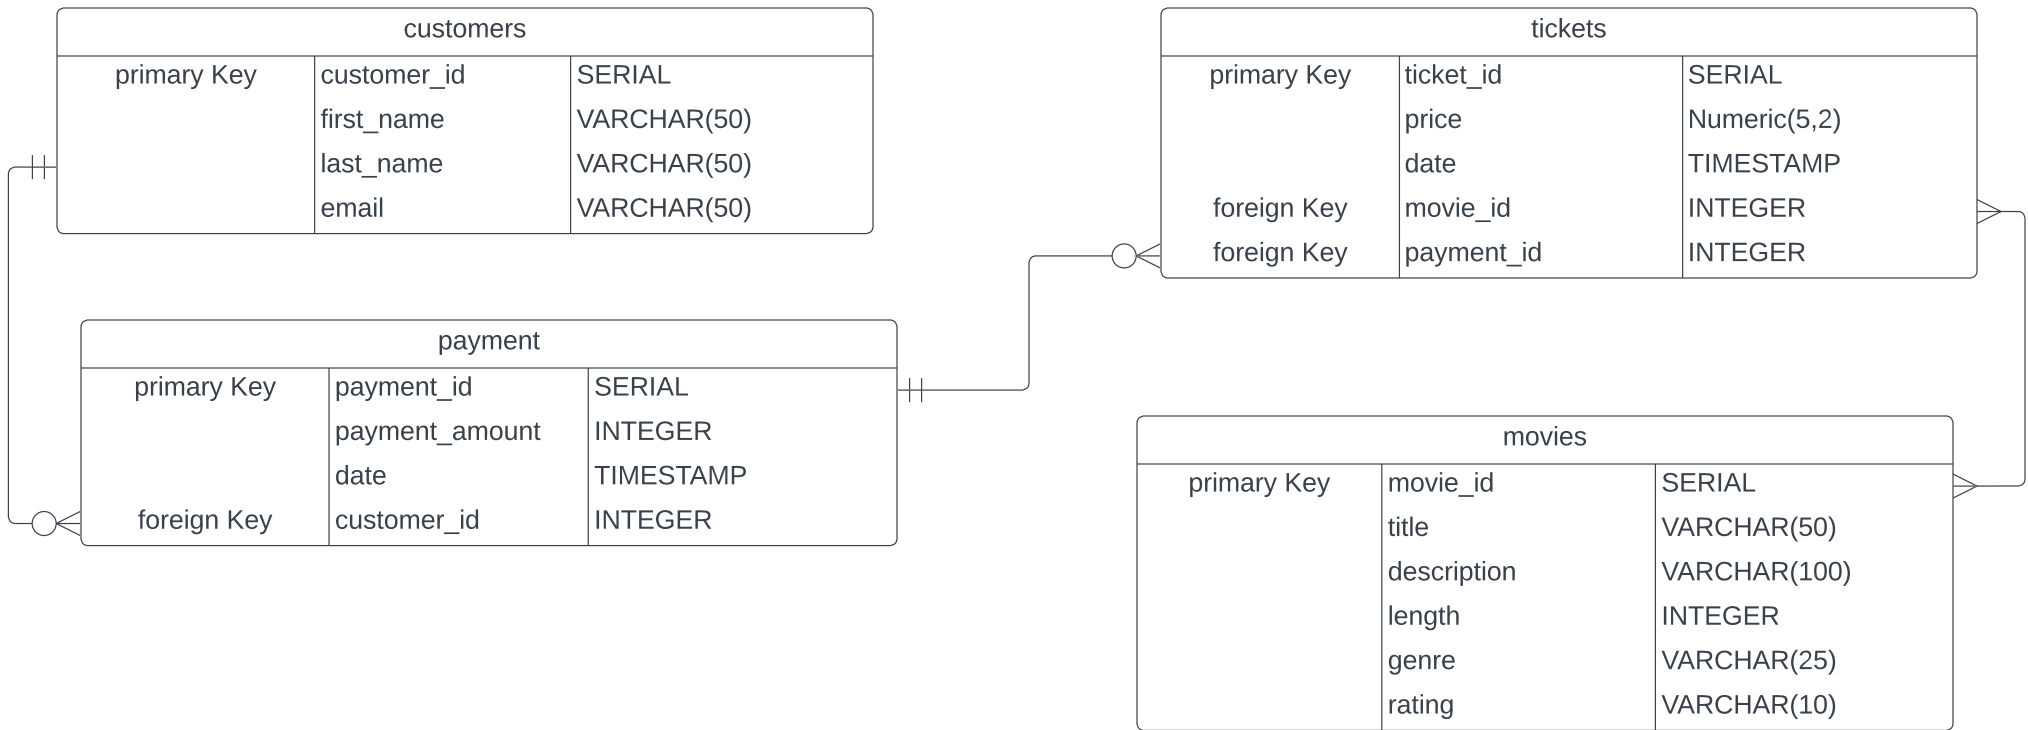 customers
primary Key customer_id SERIAL
first_name VARCHAR(50)
last_name VARCHAR(50)
email VARCHAR(50)
payment
primary Key payment_id SERIAL
payment_amount INTEGER
date TIMESTAMP
foreign Key customer_id INTEGER
tickets
primary Key ticket_id SERIAL
price Numeric(5,2)
date TIMESTAMP
foreign Key movie_id INTEGER
foreign Key payment_id INTEGER
movies
primary Key movie_id SERIAL
title VARCHAR(50)
description VARCHAR(100)
length INTEGER
genre VARCHAR(25)
rating VARCHAR(10)